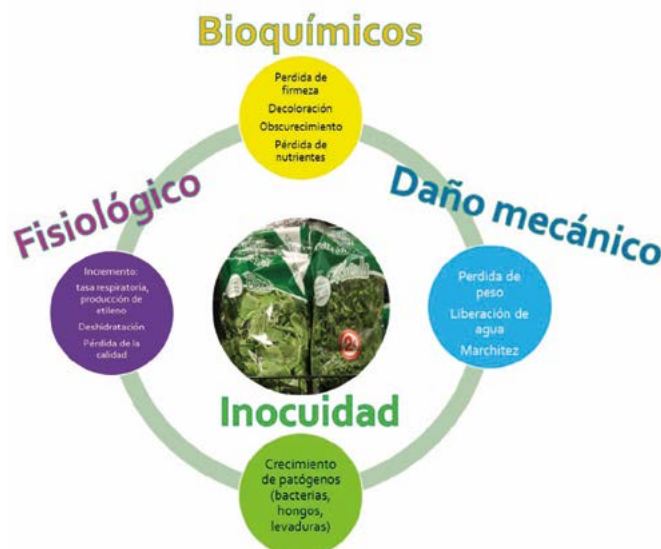 Bioquímicos
Perdida de
firmeza
Decoloración
Obscurecimiento
Pérdida de
nutrientes
Fisiológico
Incremento:
tasa respiratoria,
producción de
etileno
Deshidratación
Pérdida de la
calidad
Daño mecánico
Perdida de
peso
Liberación de
agua
Marchitez
Inocuidad
Crecimiento
de patógenos
(bacterias,
hongos,
levaduras)